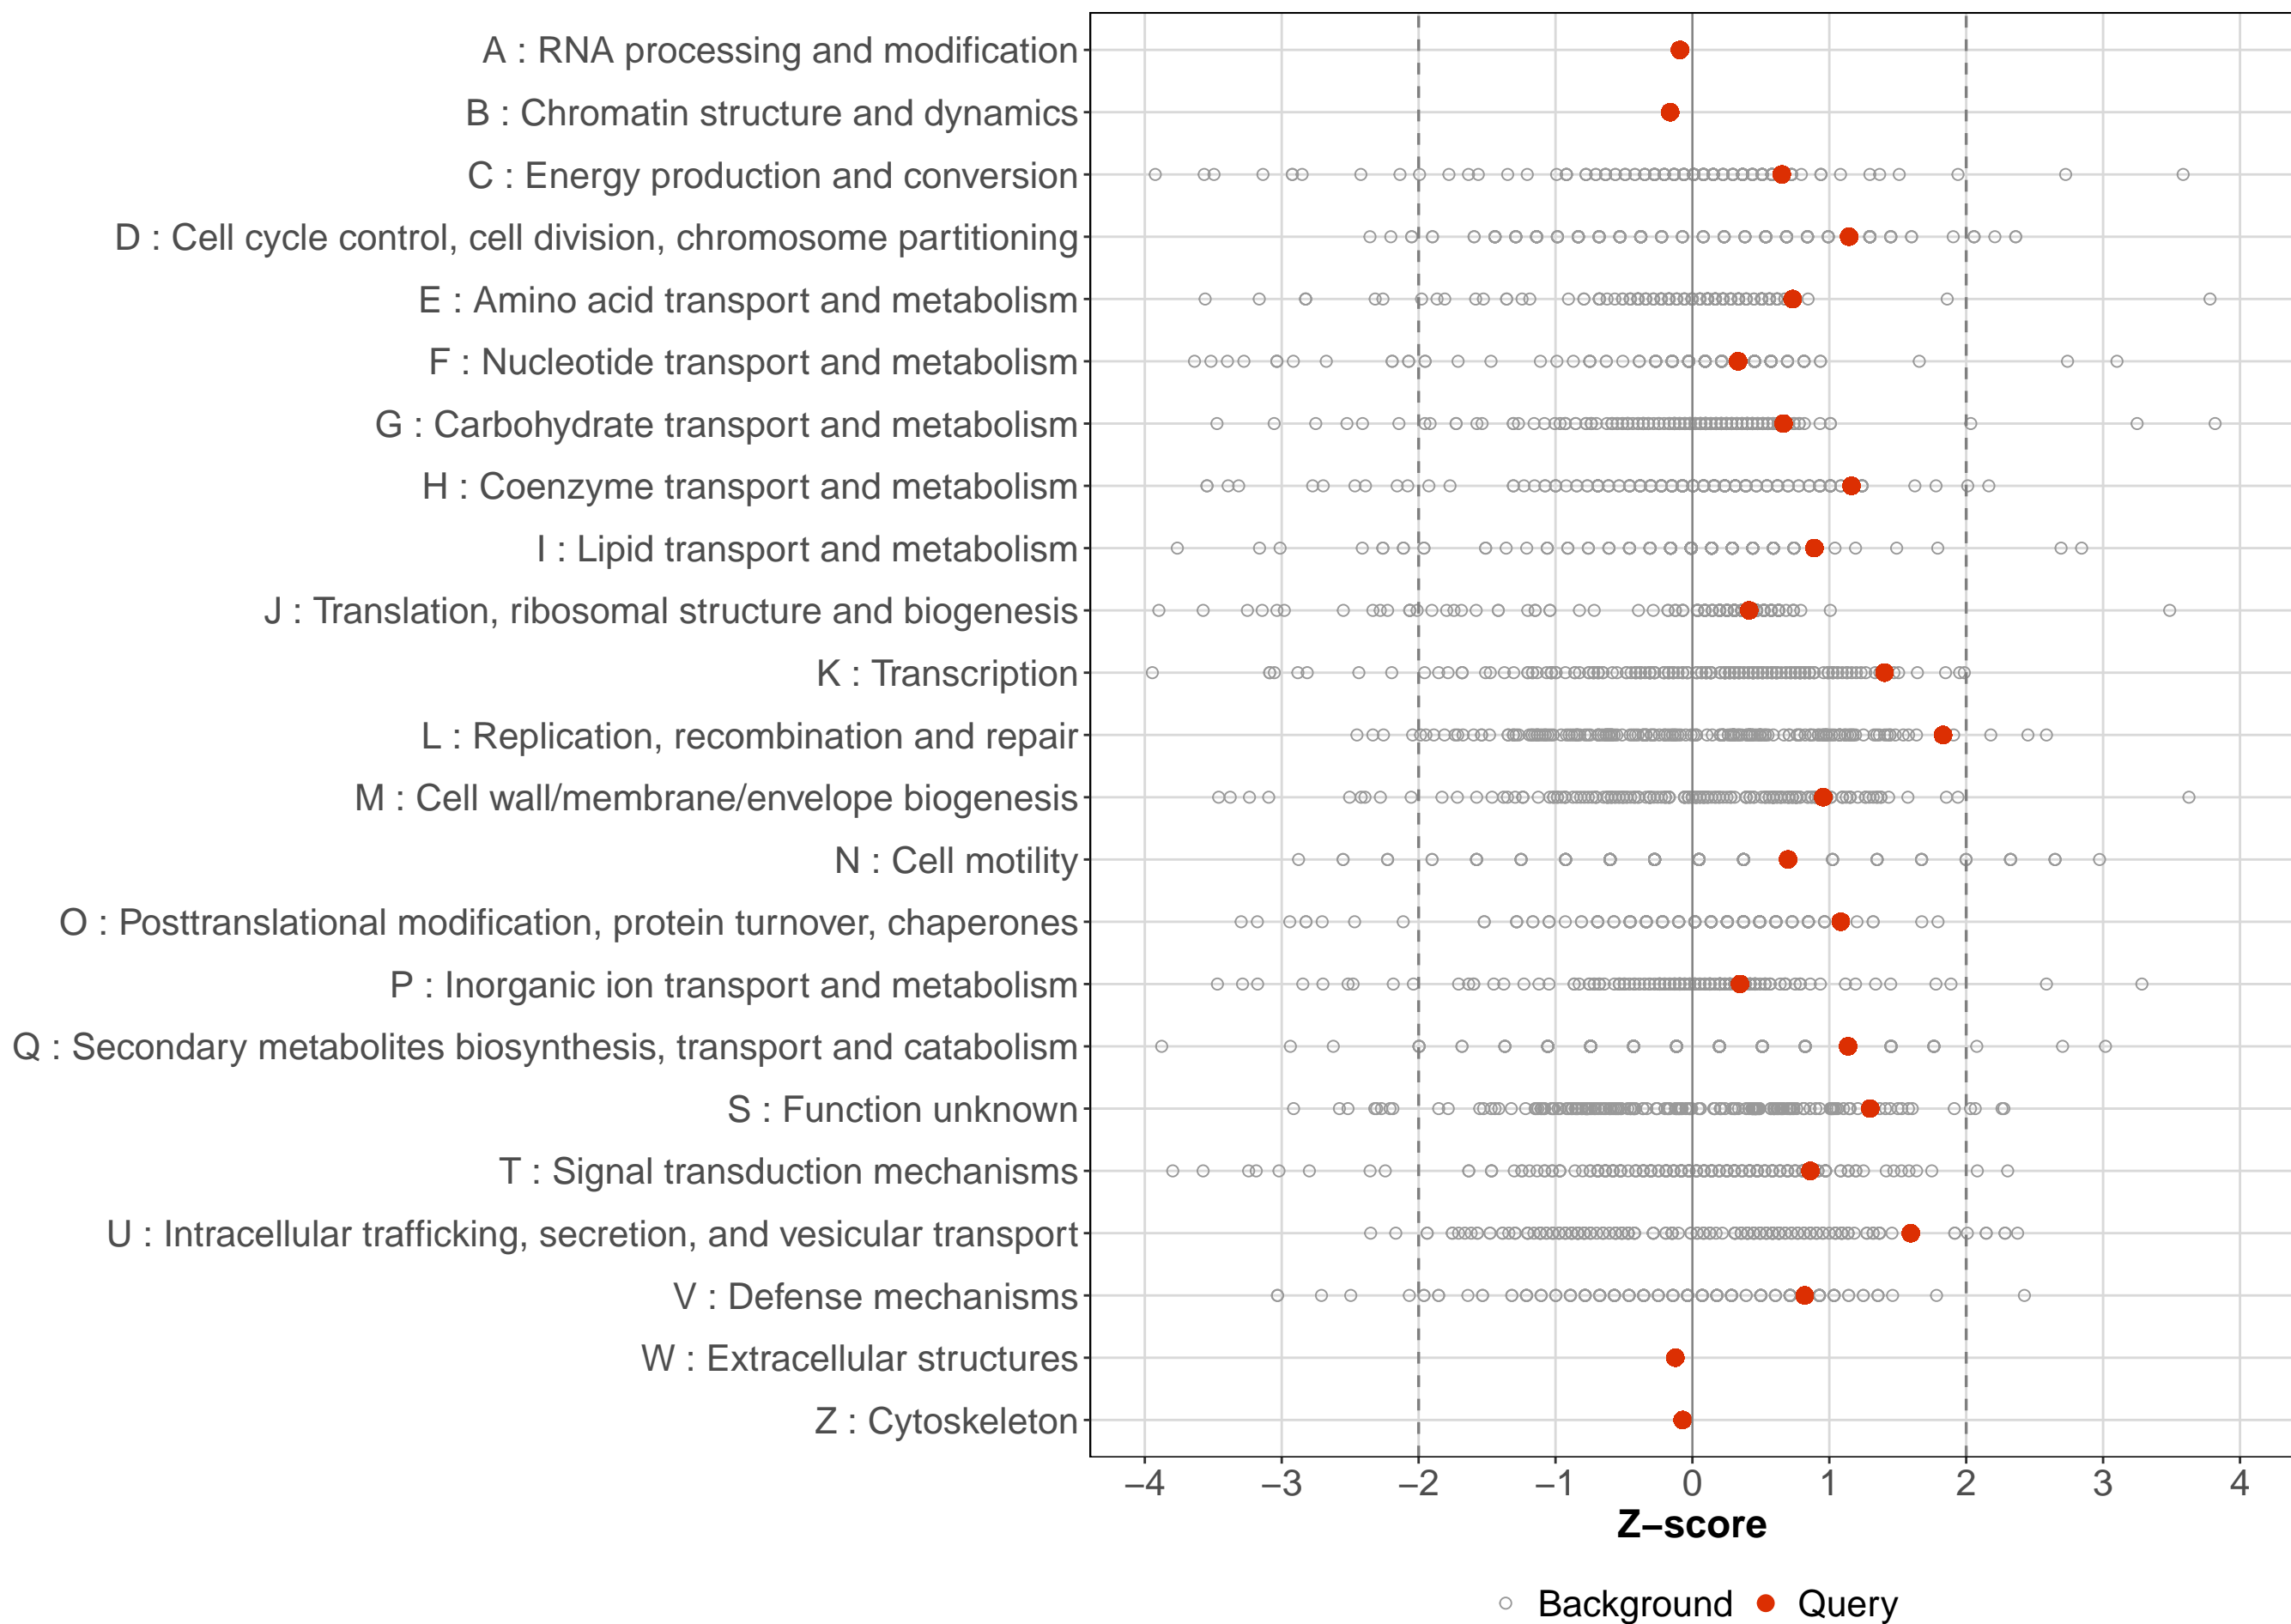 A : RNA processing and modification
B : Chromatin structure and dynamics
C : Energy production and conversion
D : Cell cycle control, cell division, chromosome partitioning
E : Amino acid transport and metabolism
F : Nucleotide transport and metabolism
G : Carbohydrate transport and metabolism
H : Coenzyme transport and metabolism
I : Lipid transport and metabolism
J : Translation, ribosomal structure and biogenesis
K : Transcription
L : Replication, recombination and repair
M : Cell wall/membrane/envelope biogenesis
N : Cell motility
O : Posttranslational modification, protein turnover, chaperones
P : Inorganic ion transport and metabolism
Q : Secondary metabolites biosynthesis, transport and catabolism
S : Function unknown
T : Signal transduction mechanisms
U : Intracellular trafficking, secretion, and vesicular transport
V : Defense mechanisms
W : Extracellular structures
Z : Cytoskeleton
−4 −3 −2 −1 0 1 2 3 4
Z−score
Background Query